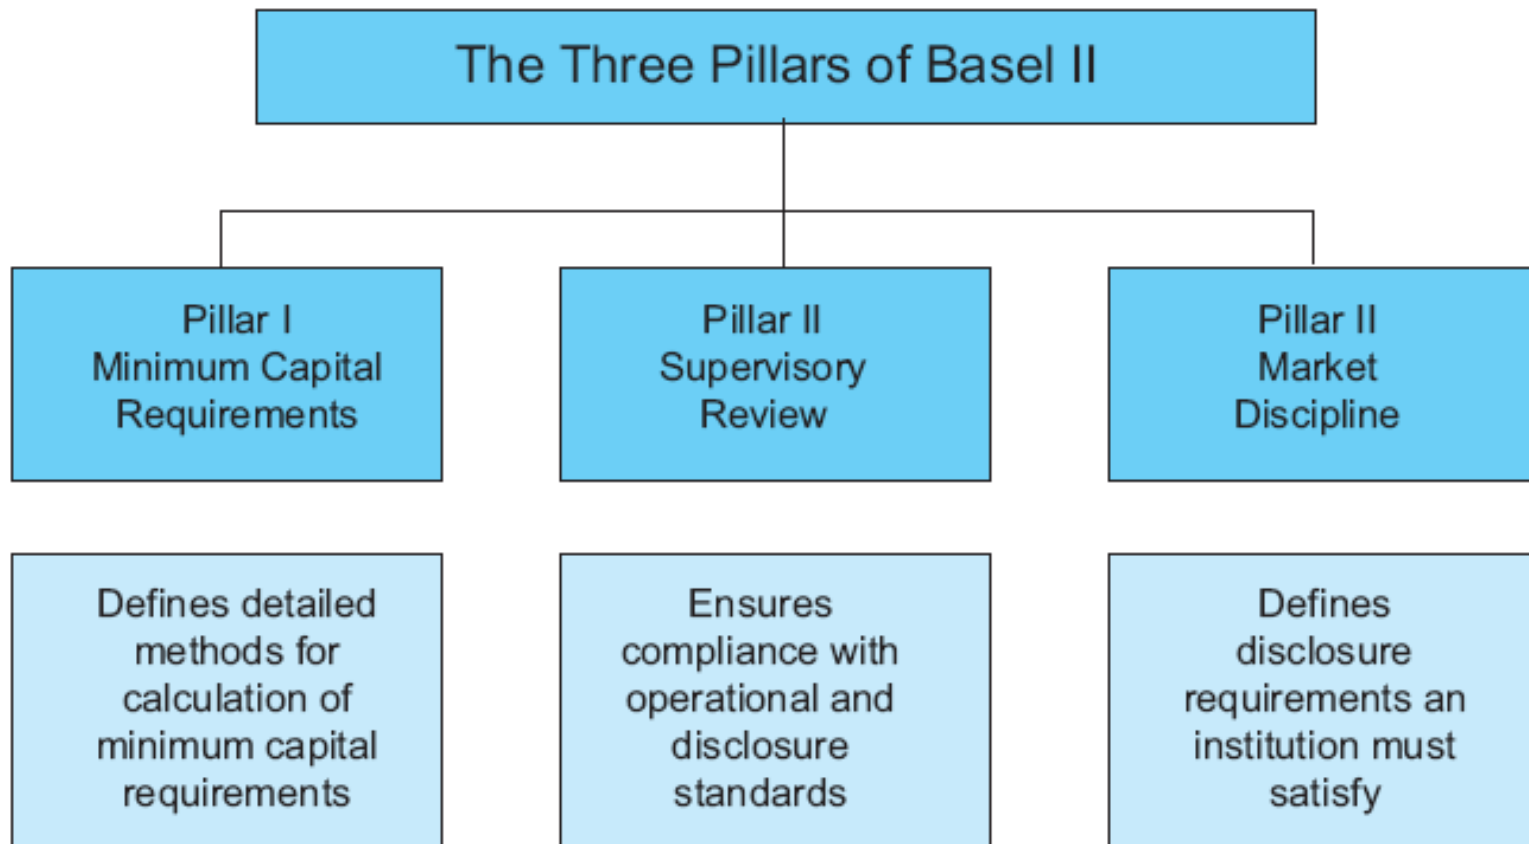 The Three Pillars of Basel II
Pillar I
Minimum Capital
Requirements
Pillar II
Supervisory
Review
Pillar II
Market
Discipline
Defines detailed
methods for
calculation of
minimum capital
requirements
Ensures
compliance with
operational and
disclosure
standards
Defines
disclosure
requirements an
institution must
satisfy